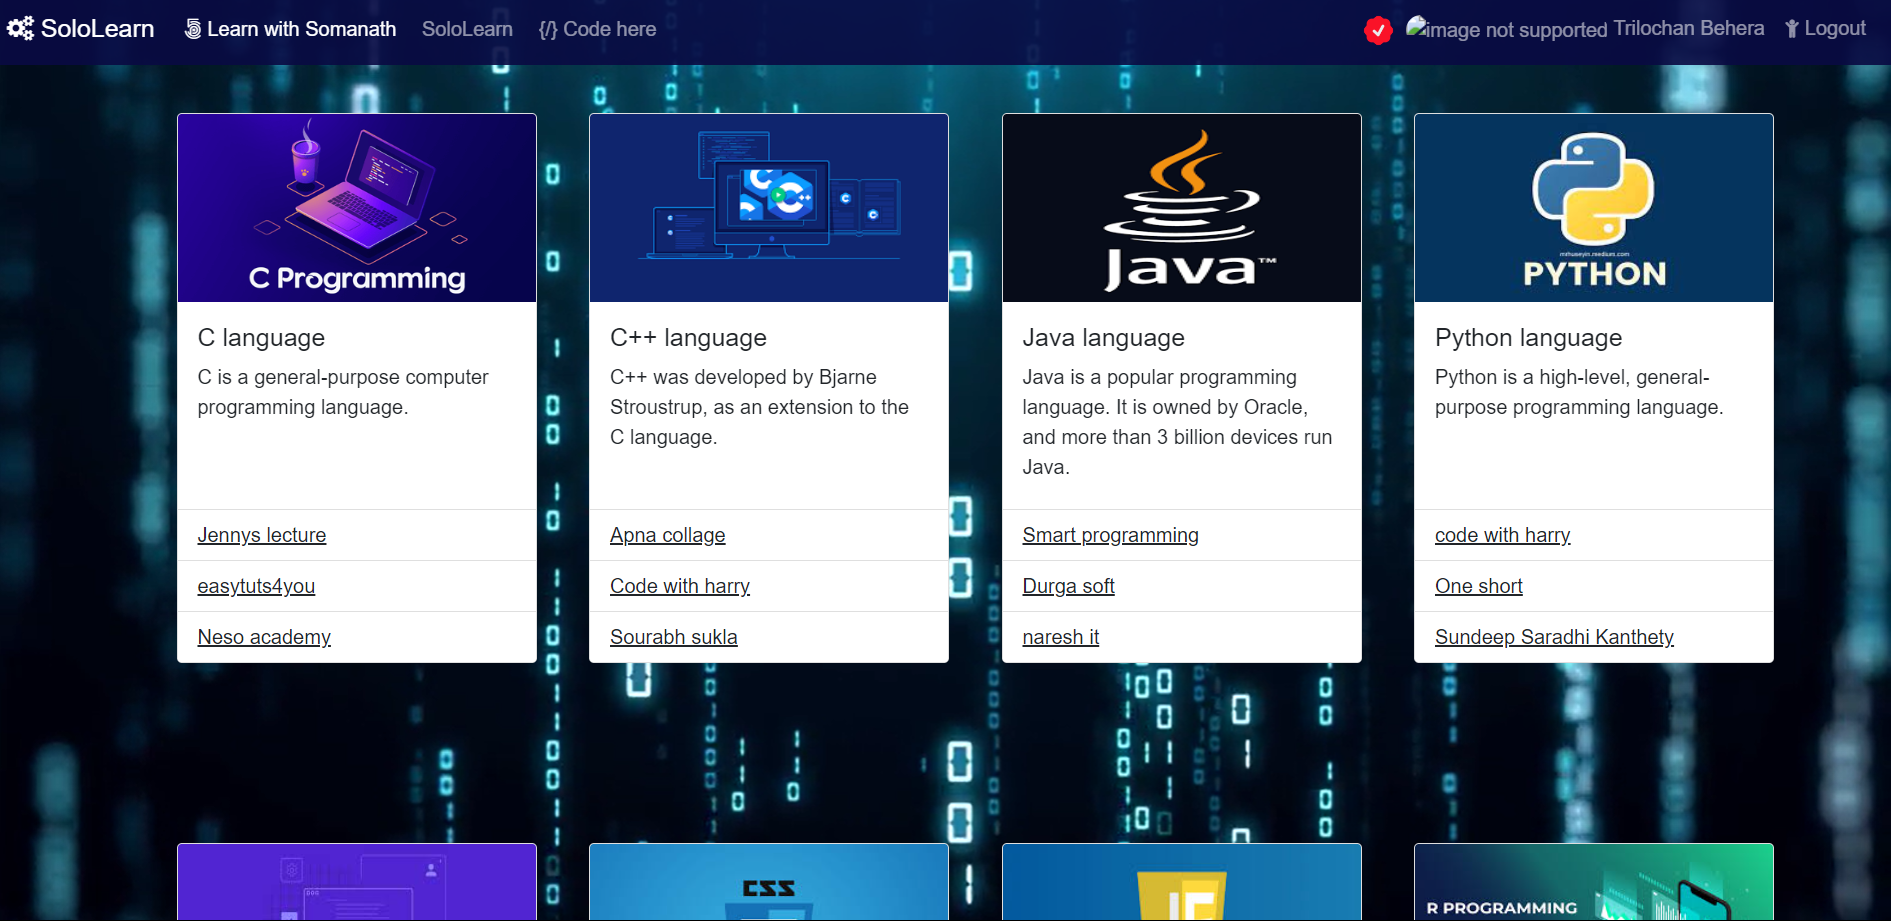 SoloLearn Learn with Somanath SoloLearn {/} Code here image not supported Trilochan Behera Logout
C Programming
Java™
mthuseyin.medium.com
PYTHON
C language
C is a general-purpose computer
programming language.
Jennys lecture
easytuts4you
Neso academy
C++ language
C++ was developed by Bjarne
Stroustrup, as an extension to the
C language.
Apna collage
Code with harry
Sourabh sukla
Java language
Java is a popular programming
language. It is owned by Oracle,
and more than 3 billion devices run
Java.
Smart programming
Durga soft
naresh it
Python language
Python is a high-level, general-
purpose programming language.
code with harry
One short
Sundeep Saradhi Kanthety
CSS
R PROGRAMMING